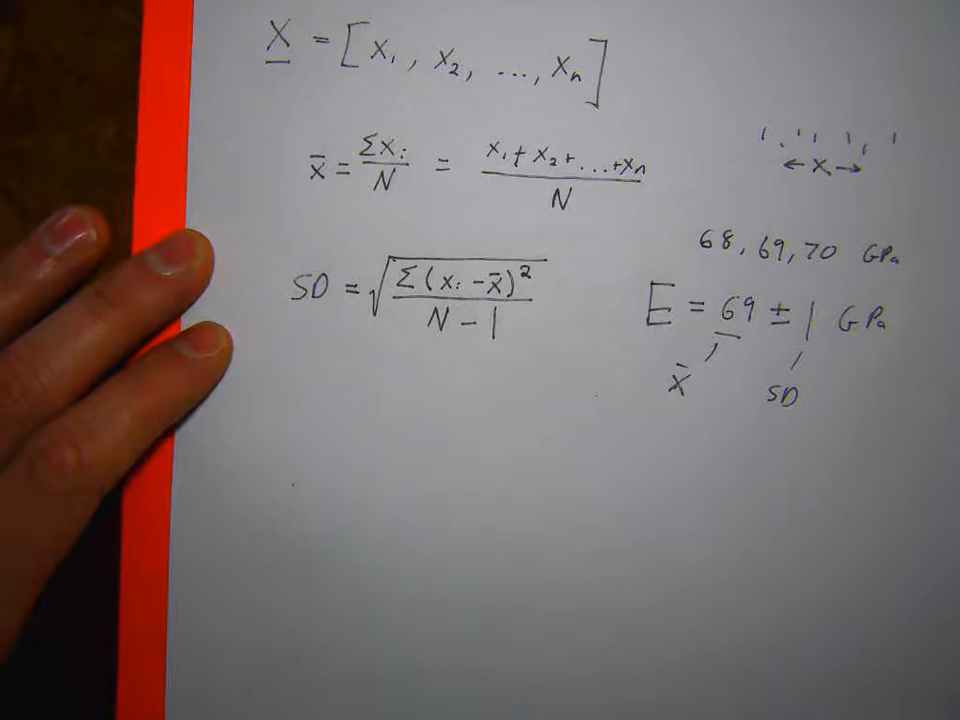 X = [x₁, x₂, ..., xₙ]
x̄ = Σxᵢ / N = x₁ + x₂ + ... + xₙ / N
← x →
68, 69, 70 GPa
SD = √(Σ(xᵢ - x̄)² / N - 1)
E = 69 ± 1 GPa
x̄ SD